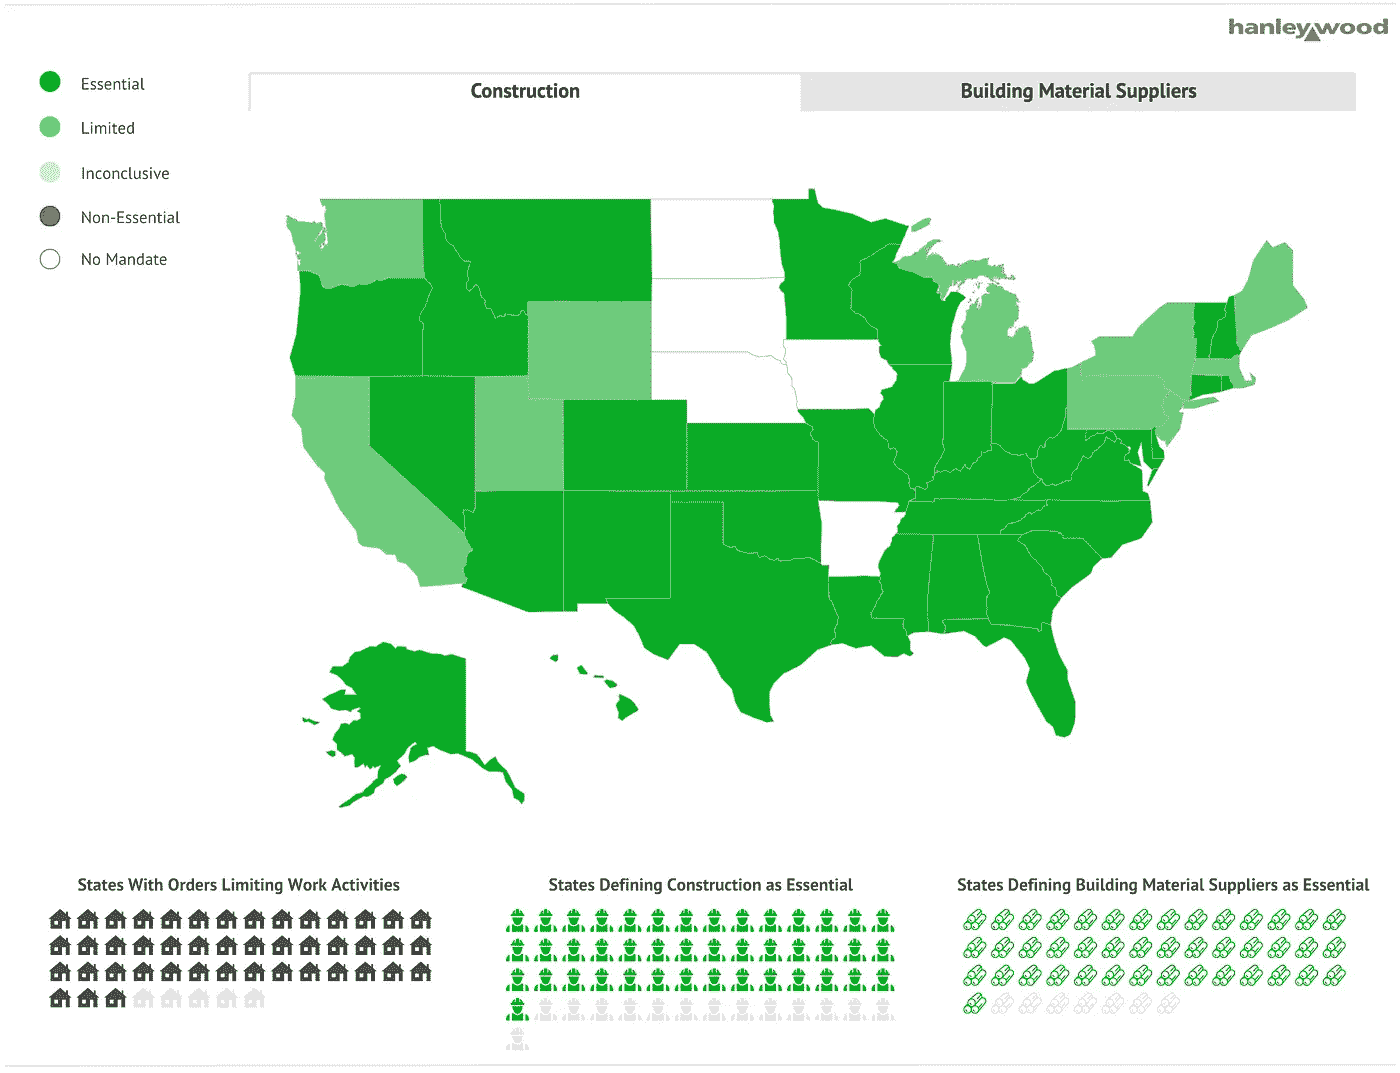 hanleywood
Essential
Limited
Inconclusive
Non-Essential
No Mandate
Construction
Building Material Suppliers
States With Orders Limiting Work Activities
States Defining Construction as Essential
States Defining Building Material Suppliers as Essential